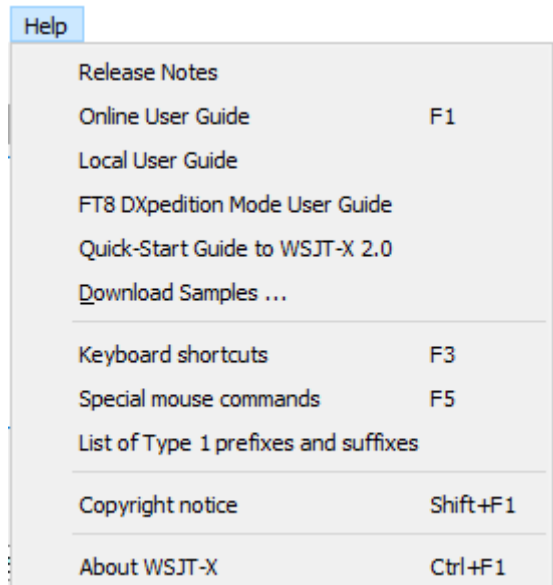 Help
Release Notes
Online User Guide F1
Local User Guide
FT8 DXpedition Mode User Guide
Quick-Start Guide to WSJT-X 2.0
Download Samples ...
Keyboard shortcuts F3
Special mouse commands F5
List of Type 1 prefixes and suffixes
Copyright notice Shift+F1
About WSJT-X Ctrl+F1